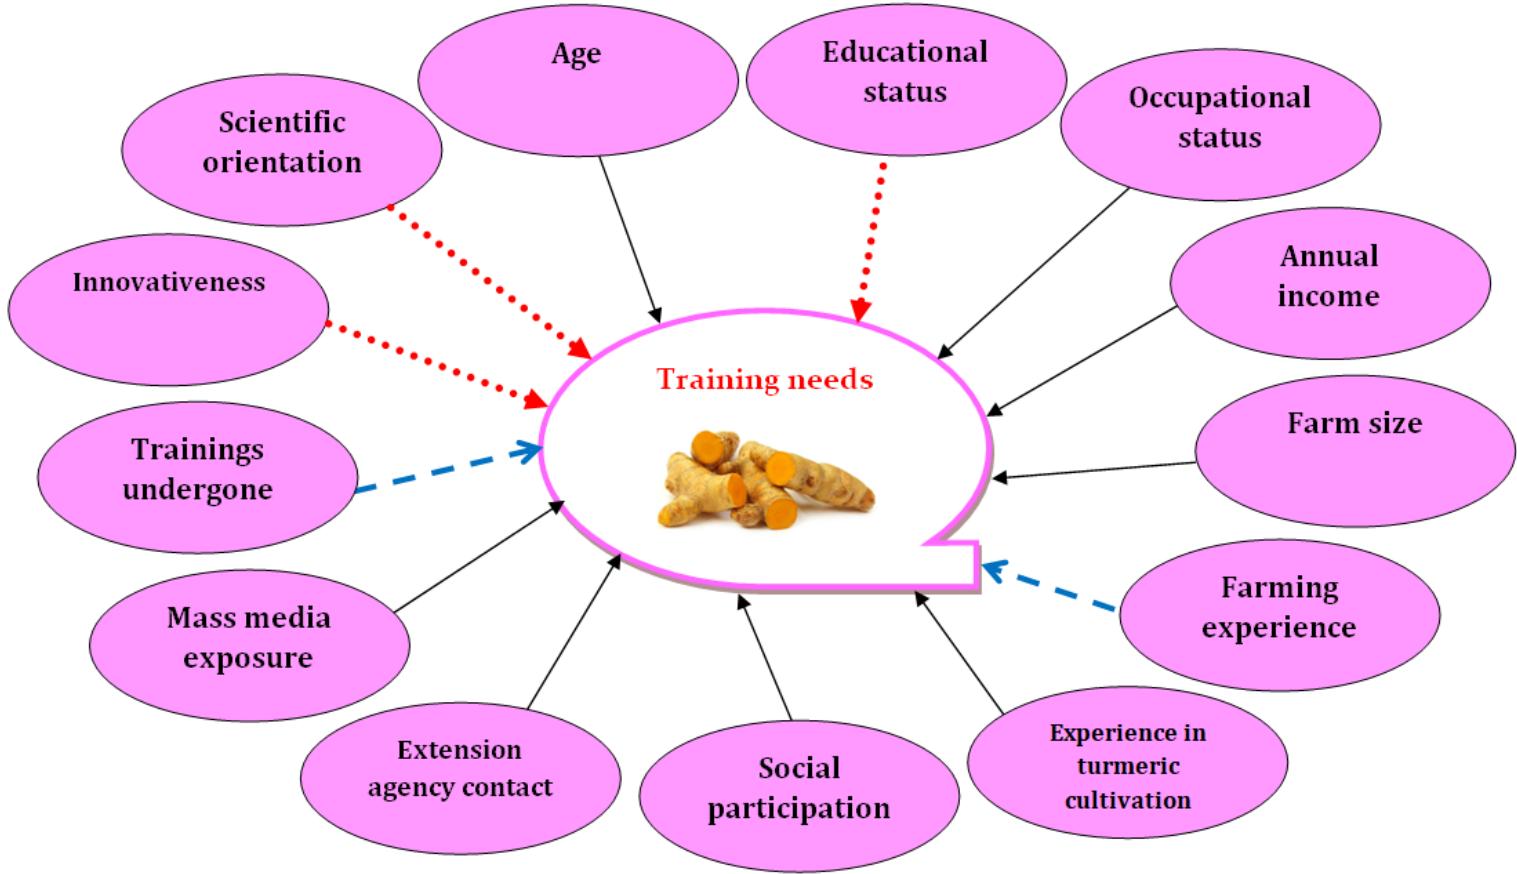 Age
Educational
status
Occupational
status
Scientific
orientation
Annual
income
Innovativeness
Training needs
Farm size
Trainings
undergone
Farming
experience
Mass media
exposure
Experience in
turmeric
cultivation
Extension
agency contact
Social
participation